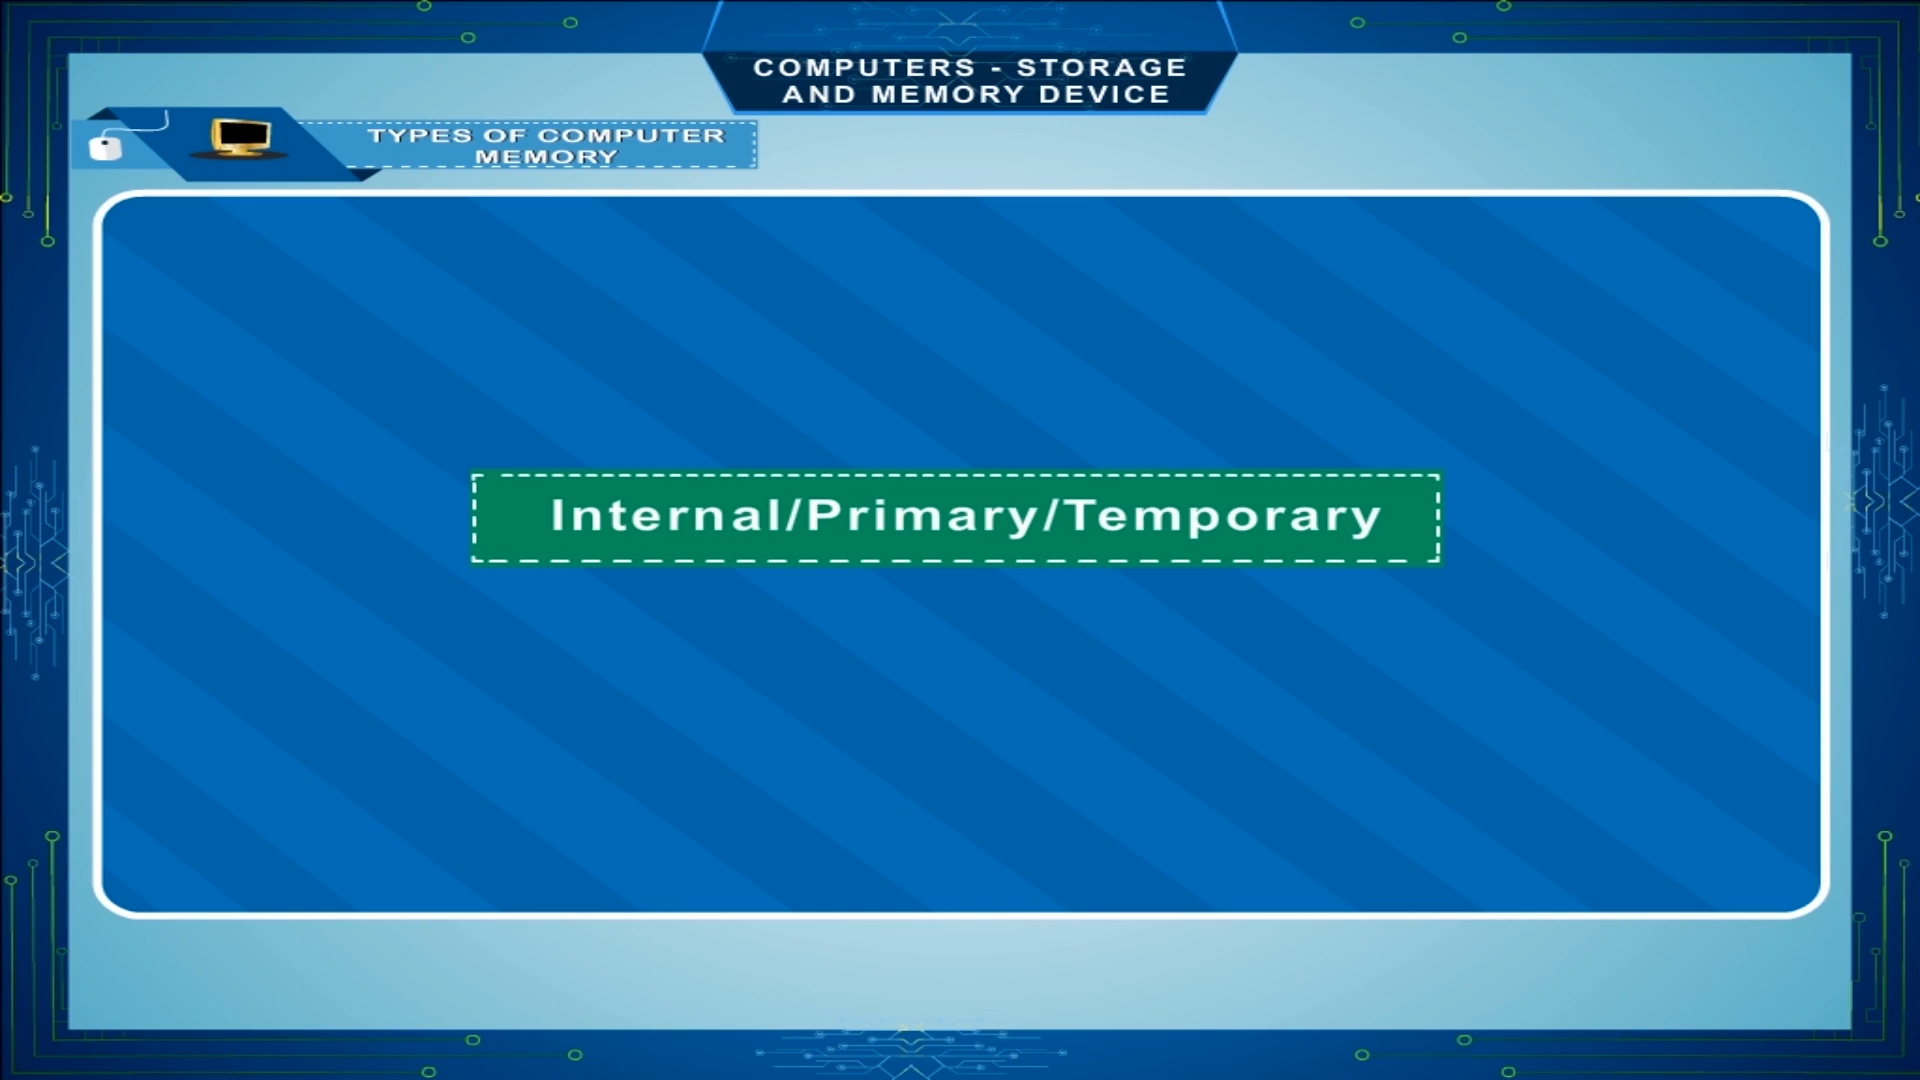 COMPUTERS - STORAGE
AND MEMORY DEVICE
TYPES OF COMPUTER
MEMORY
Internal/Primary/Temporary